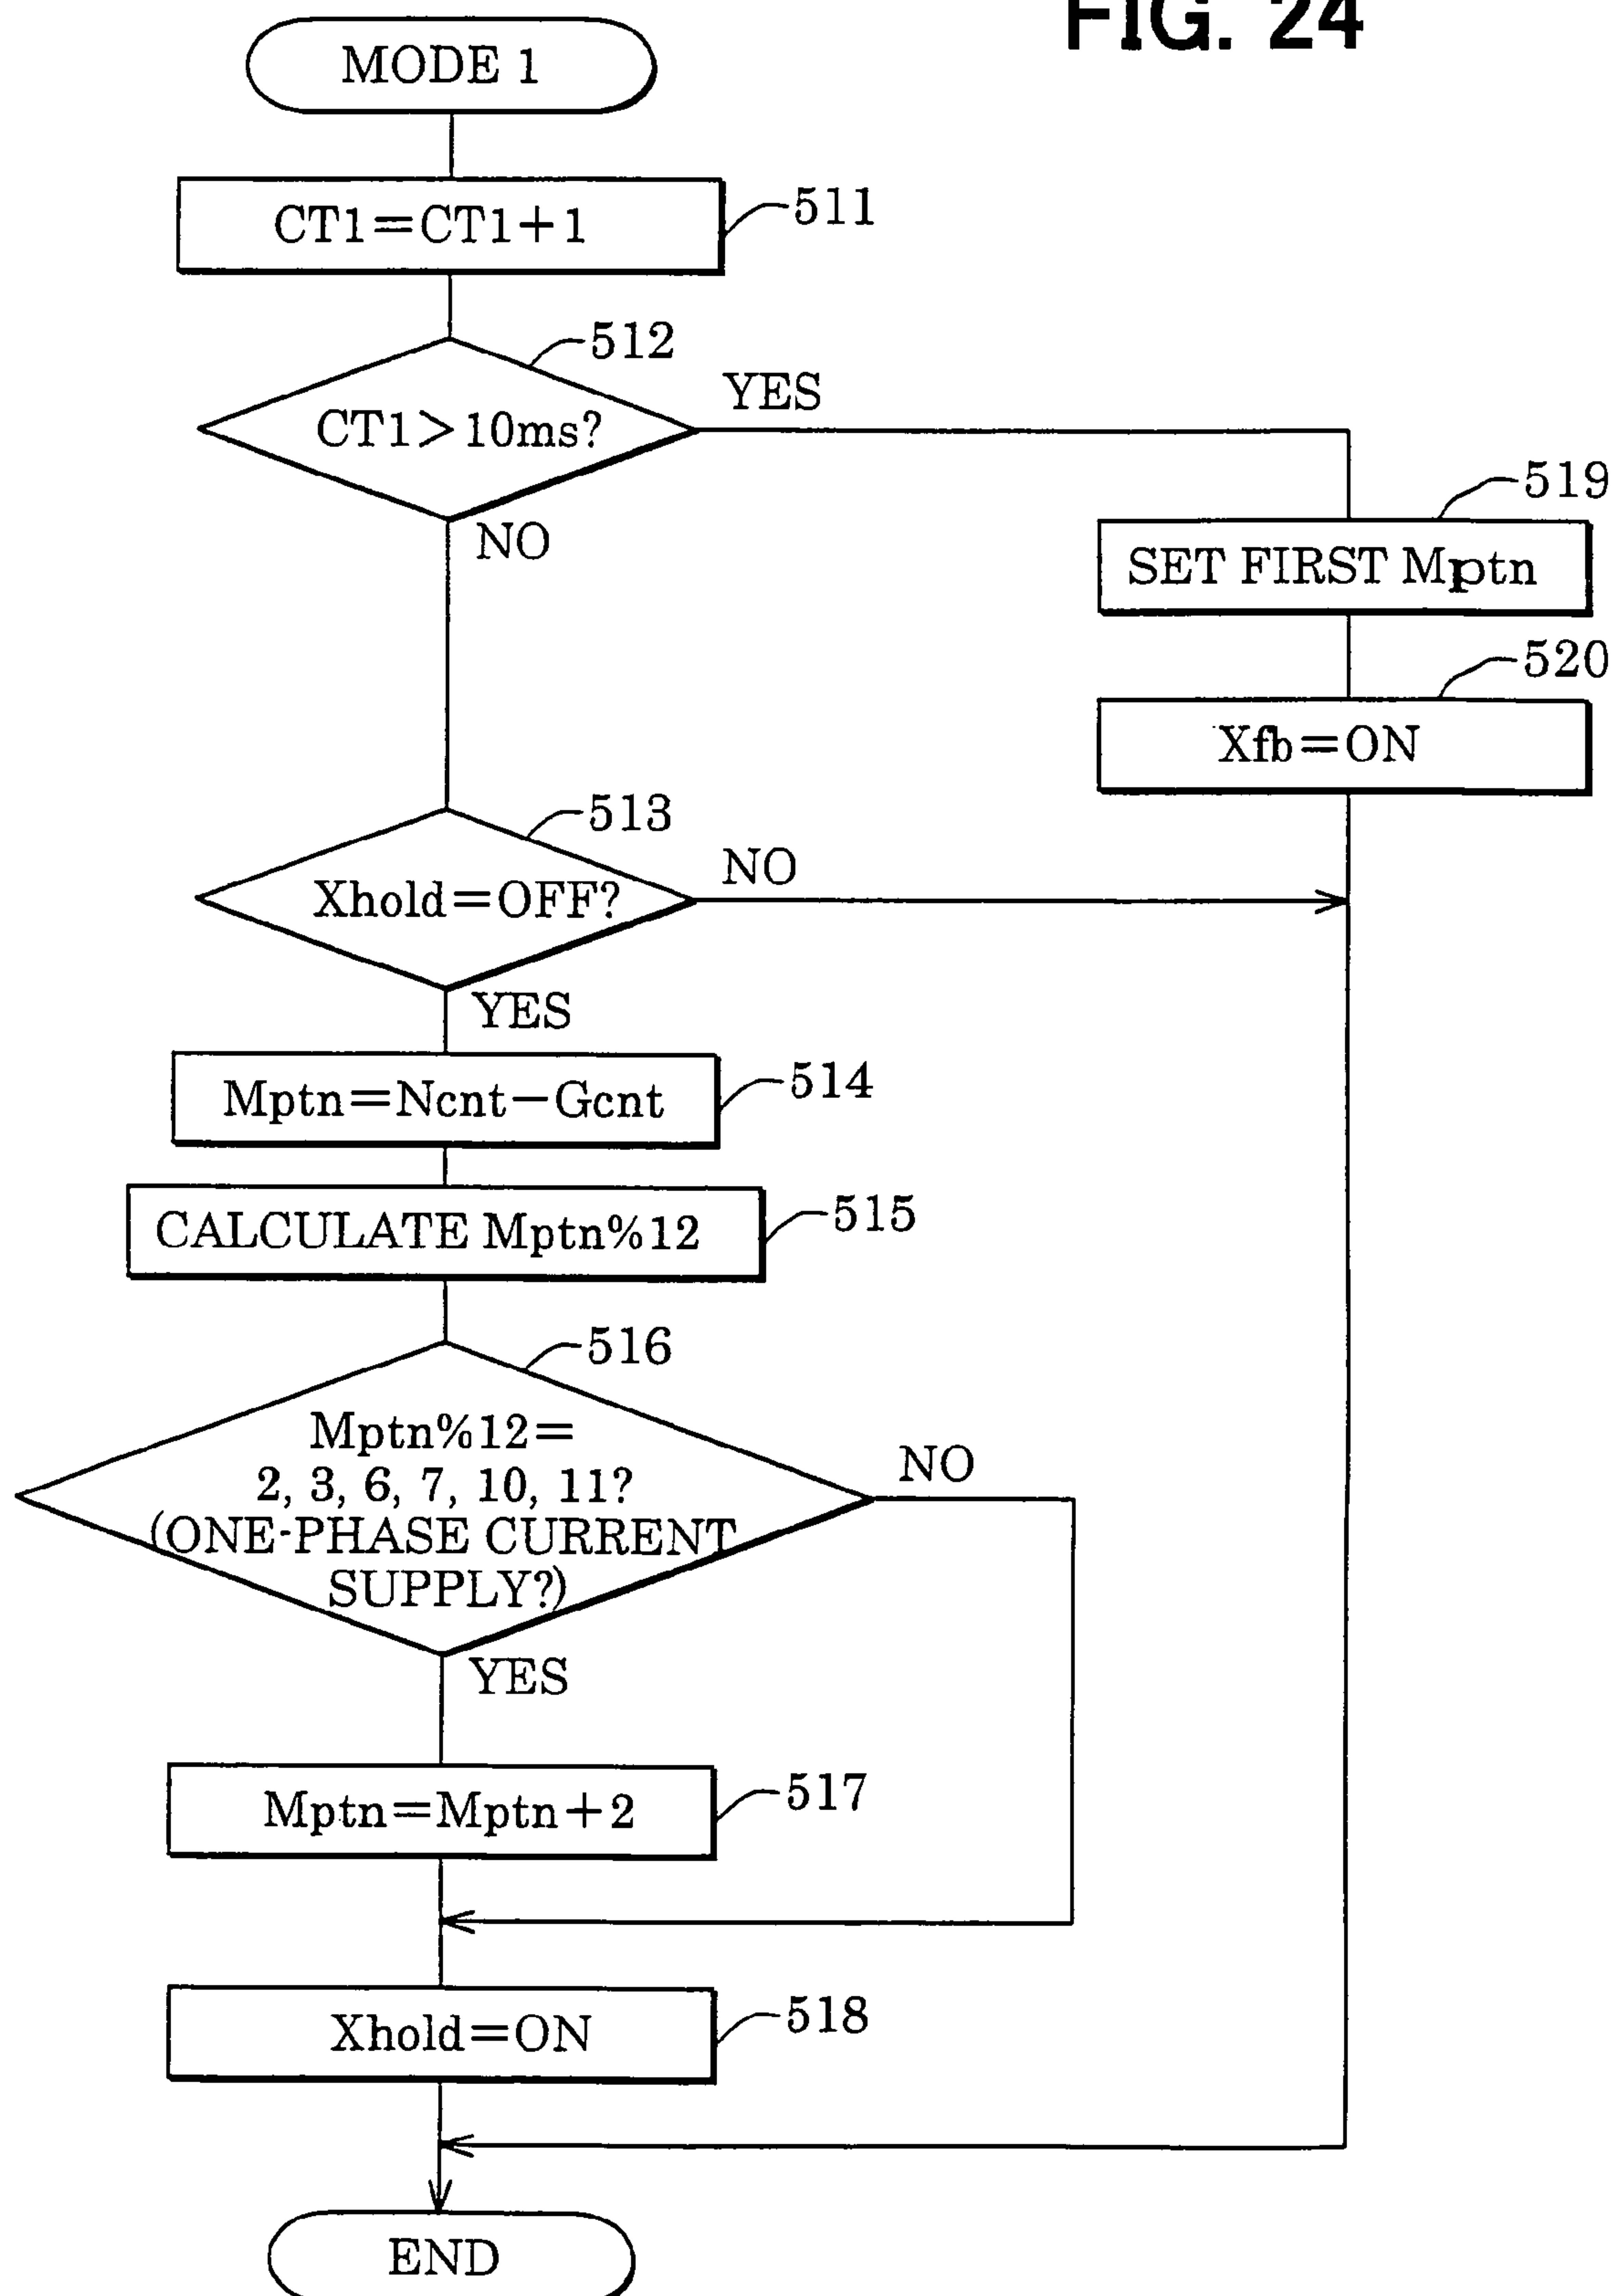 FIG. 24
MODE 1
CT1=CT1+1
511
512
CT1>10ms?
YES
NO
519
SET FIRST Mptn
520
Xfb=ON
513
Xhold=OFF?
NO
YES
Mptn=Ncnt−Gcnt
514
CALCULATE Mptn%12
515
516
Mptn%12=
2, 3, 6, 7, 10, 11?
(ONE-PHASE CURRENT
SUPPLY?)
NO
YES
Mptn=Mptn+2
517
Xhold=ON
518
END